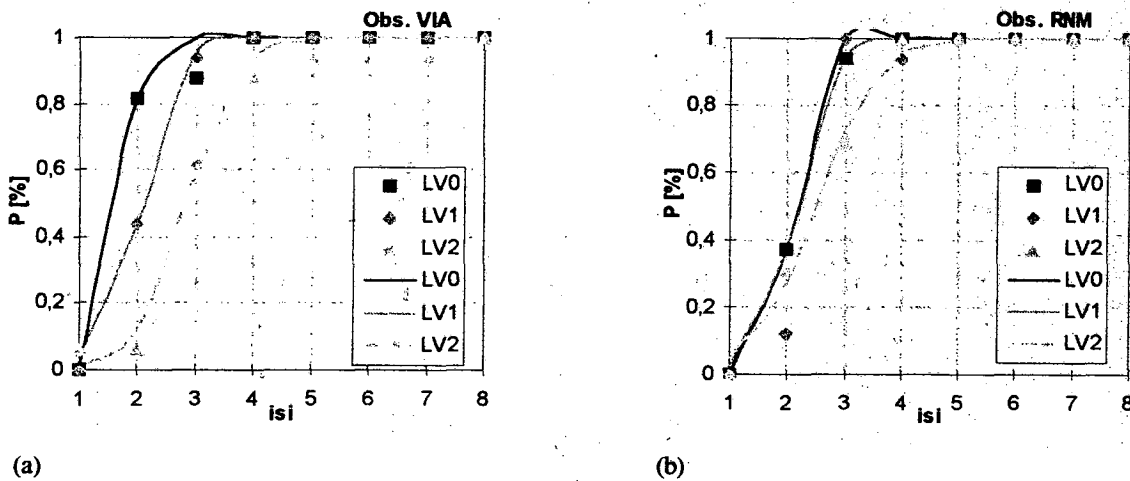 Obs. VIA
P [%]
1
0,8
0,6
0,4
0,2
0
LV0
LV1
LV2
LV0
LV1
LV2
1 2 3 4 5 6 7 8
isi
(a)
Obs. RNM
P [%]
1
0,8
0,6
0,4
0,2
0
LV0
LV1
LV2
LV0
LV1
LV2
1 2 3 4 5 6 7 8
isi
(b)